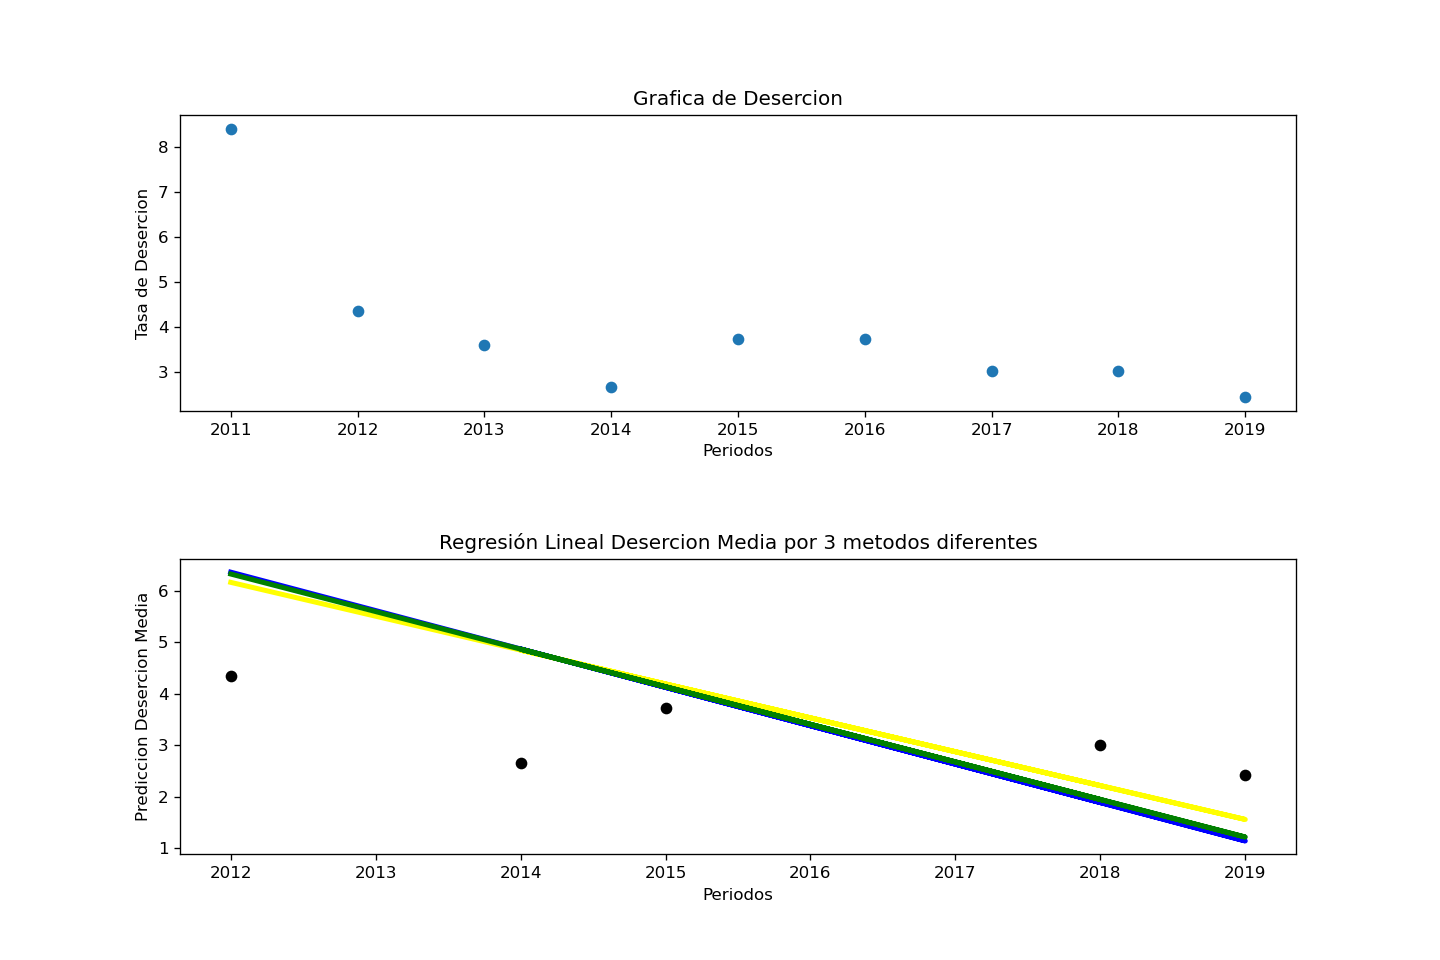 Grafica de Desercion
Tasa de Desercion
8
7
6
5
4
3
2011 2012 2013 2014 2015 2016 2017 2018 2019
Periodos
Regresión Lineal Desercion Media por 3 metodos diferentes
Prediccion Desercion Media
6
5
4
3
2
1
2012 2013 2014 2015 2016 2017 2018 2019
Periodos